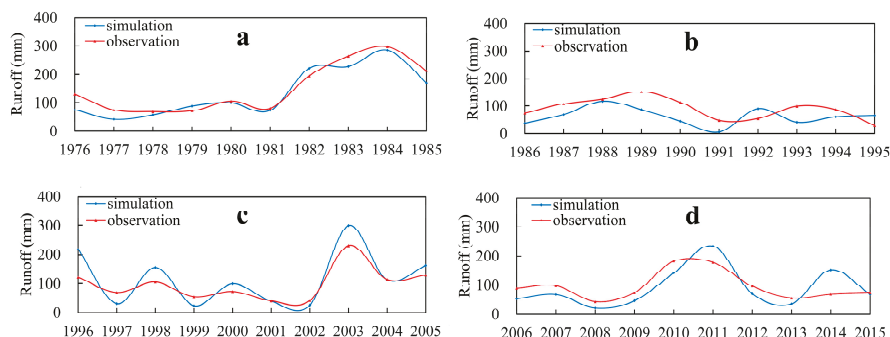 a
simulation
observation
Runoff (mm)
400
300
200
100
0
1976 1977 1978 1979 1980 1981 1982 1983 1984 1985
b
simulation
observation
Runoff (mm)
400
300
200
100
0
1986 1987 1988 1989 1990 1991 1992 1993 1994 1995
c
simulation
observation
Runoff (mm)
400
300
200
100
0
1996 1997 1998 1999 2000 2001 2002 2003 2004 2005
d
simulation
observation
Runoff (mm)
400
300
200
100
0
2006 2007 2008 2009 2010 2011 2012 2013 2014 2015